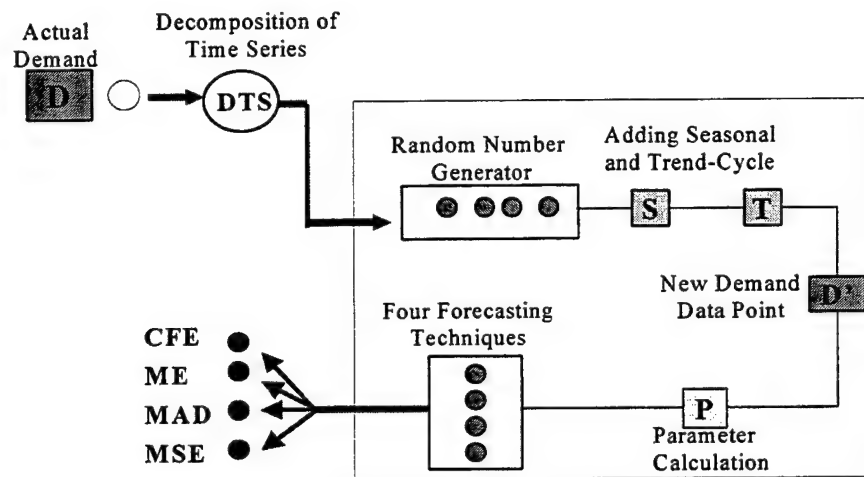 Actual
Demand
D
Decomposition of
Time Series
DTS
Random Number
Generator
Adding Seasonal
and Trend-Cycle
S
T
New Demand
Data Point
D'
Four Forecasting
Techniques
P
Parameter
Calculation
CFE
ME
MAD
MSE